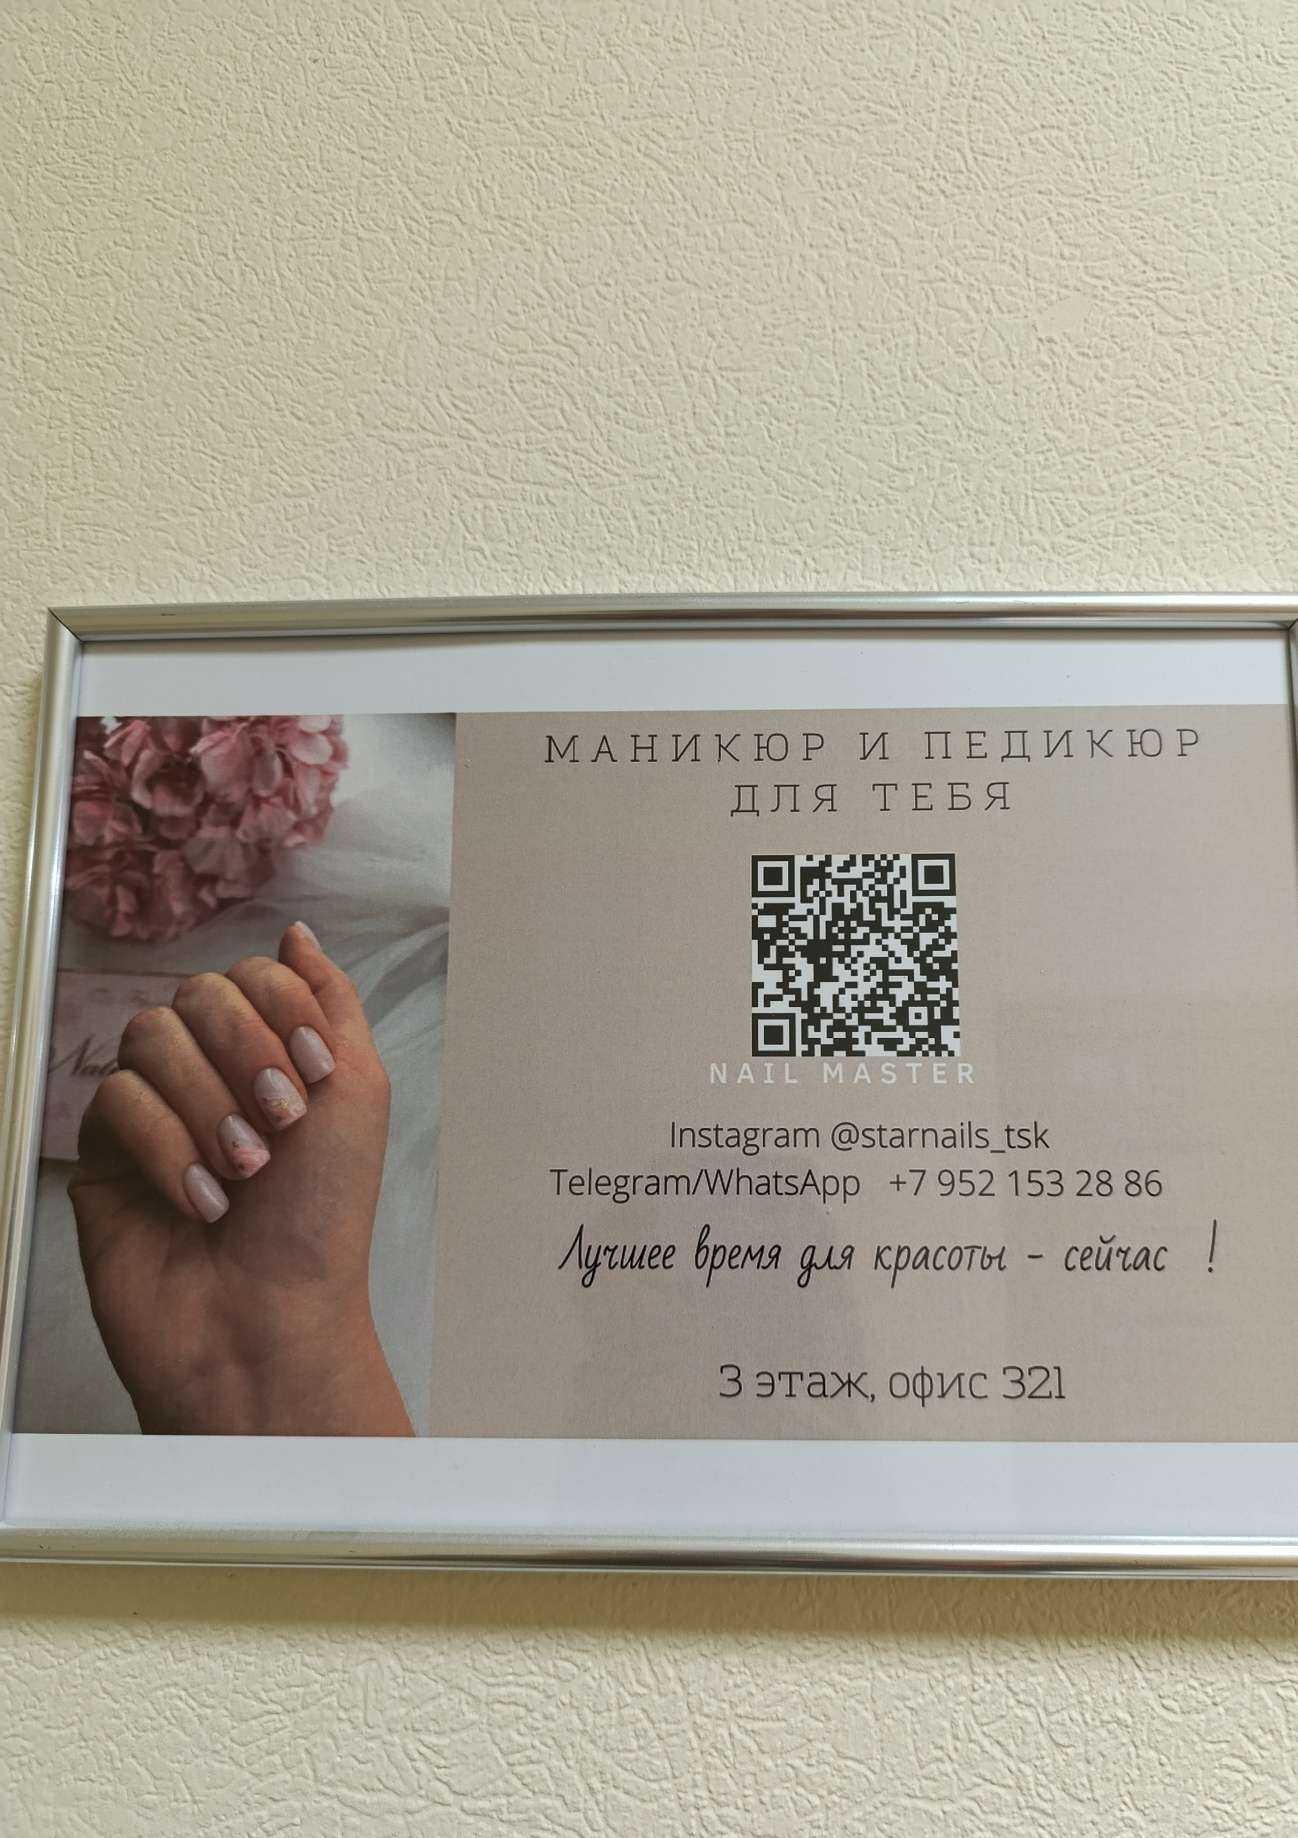 МАНИКЮР И ПЕДИКЮР
ДЛЯ ТЕБЯ
NAIL MASTER
Instagram @starnails_tsk
Telegram/WhatsApp +7 952 153 28 86
Лучшее время для красоты - сейчас !
3 этаж, офис 321